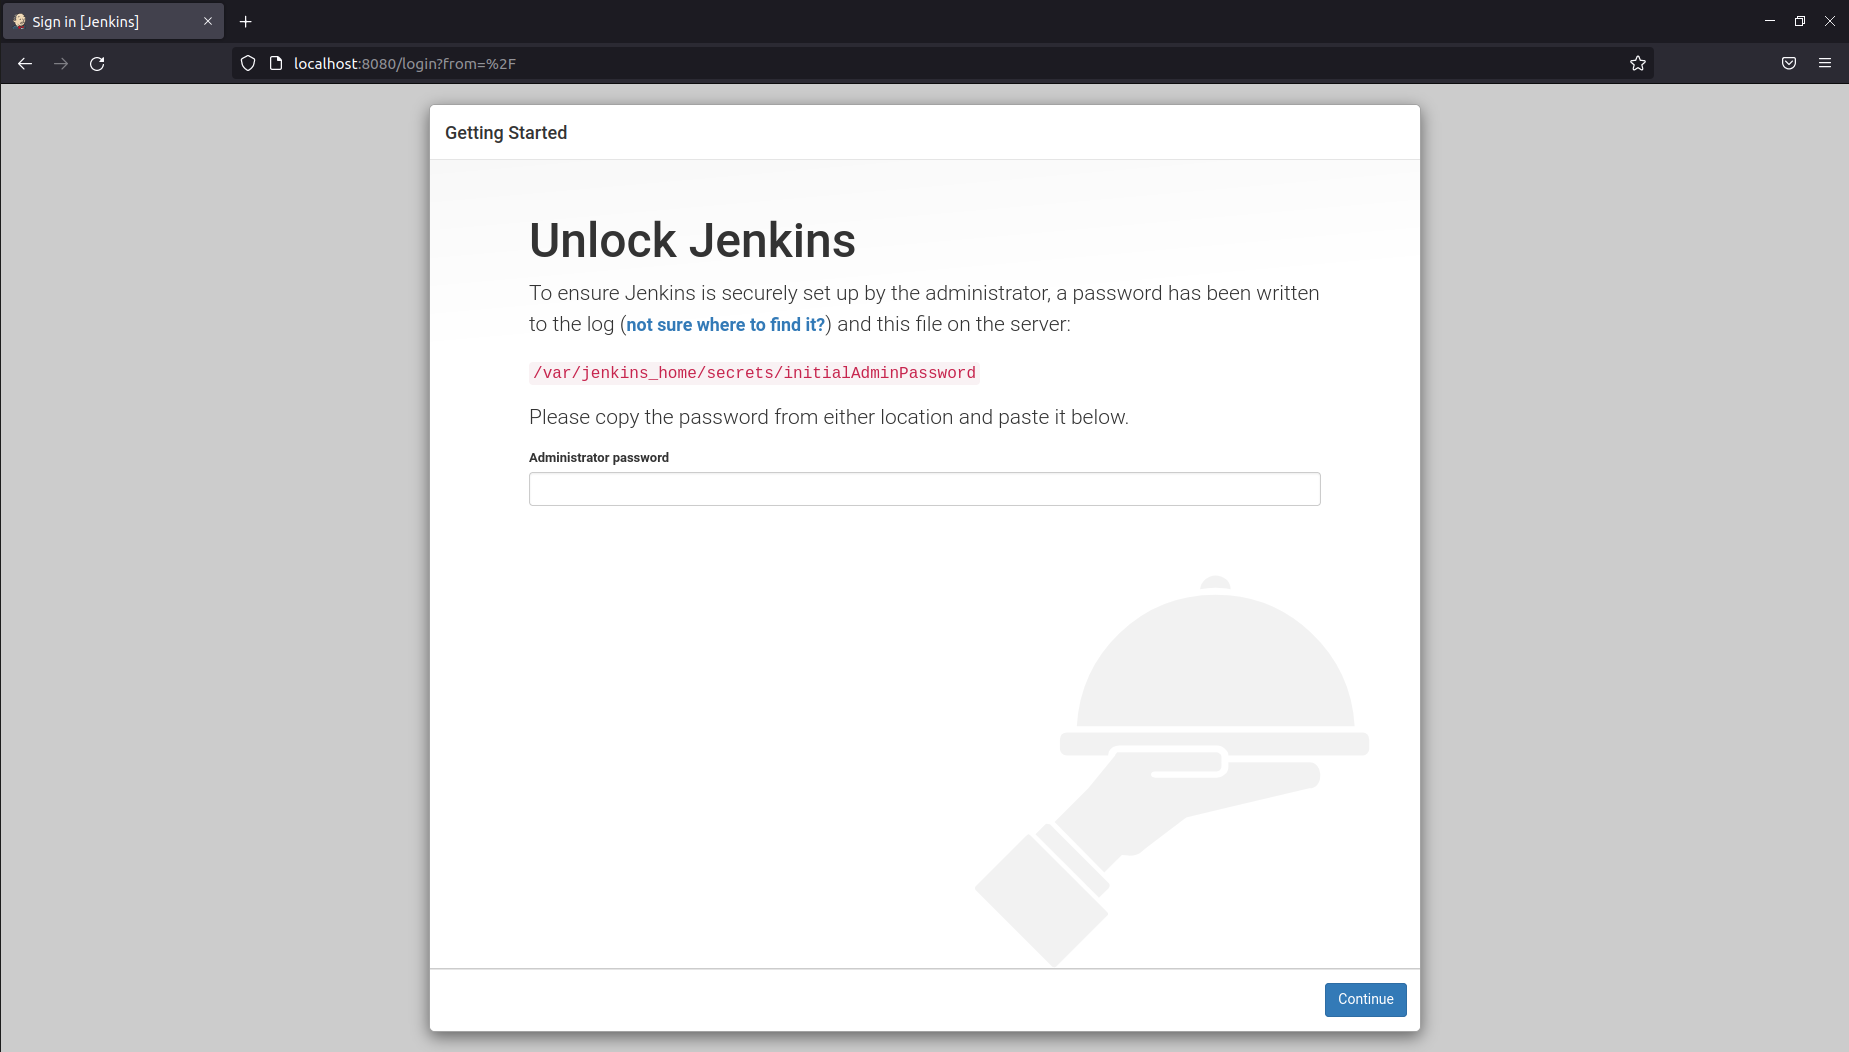 Sign in [Jenkins]
localhost:8080/login?from=%2F
Getting Started
Unlock Jenkins
To ensure Jenkins is securely set up by the administrator, a password has been written
to the log (not sure where to find it?) and this file on the server:
/var/jenkins_home/secrets/initialAdminPassword
Please copy the password from either location and paste it below.
Administrator password
Continue